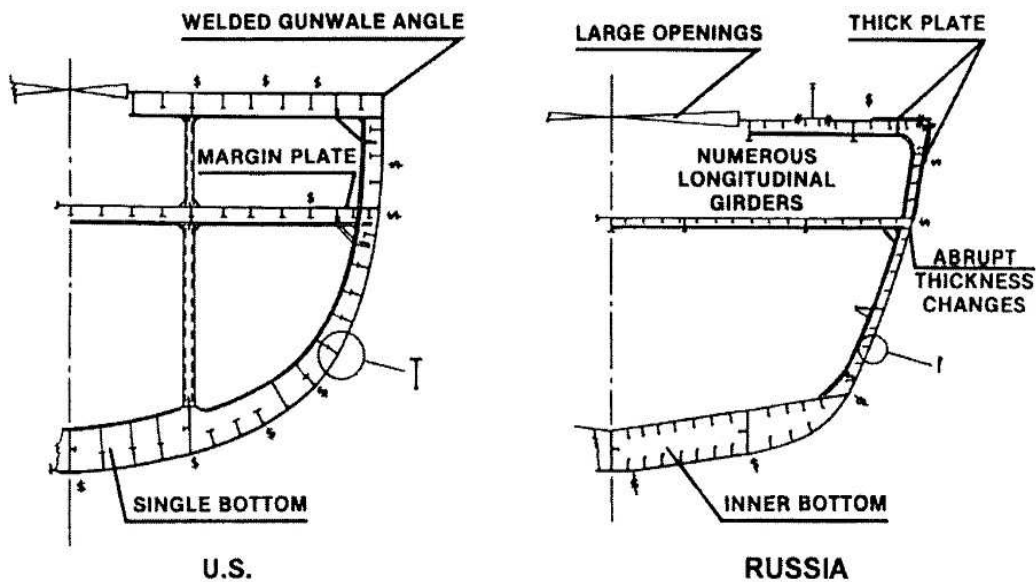 WELDED GUNWALE ANGLE
MARGIN PLATE
SINGLE BOTTOM
U.S.
LARGE OPENINGS
THICK PLATE
NUMEROUS
LONGITUDINAL
GIRDERS
ABRUPT
THICKNESS
CHANGES
INNER BOTTOM
RUSSIA